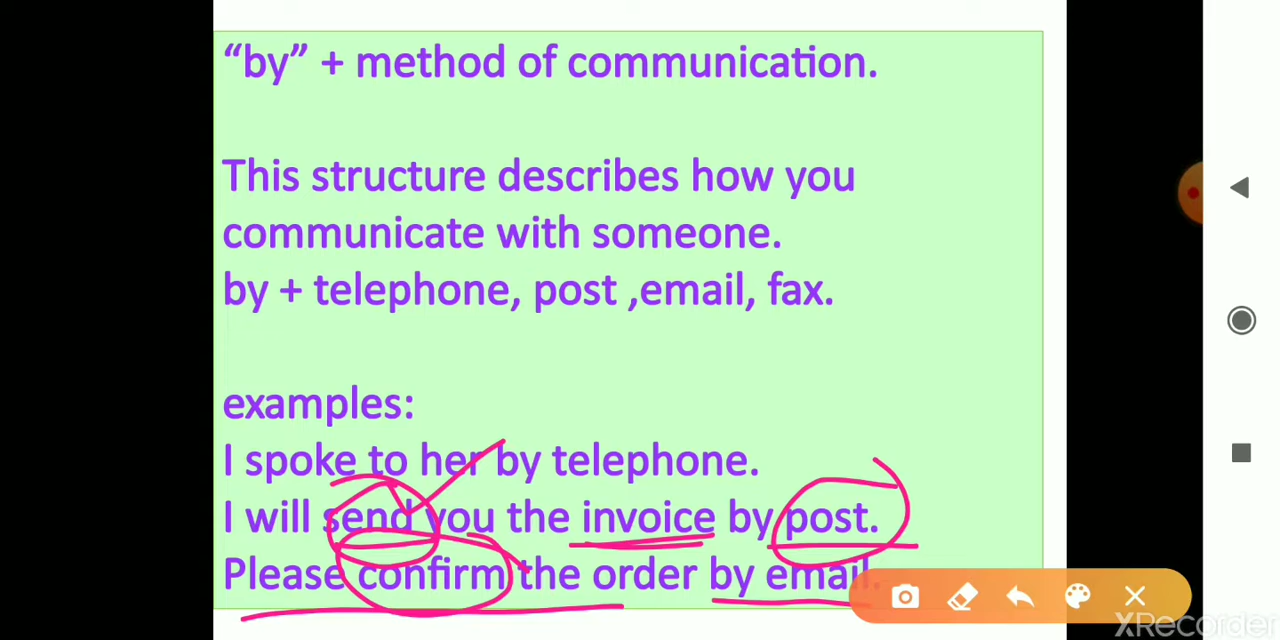 “by” + method of communication.
This structure describes how you
communicate with someone.
by + telephone, post ,email, fax.
examples:
I spoke to her by telephone.
I will send you the invoice by post.
Please confirm the order by email.
XRecorder